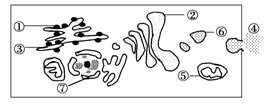 ① ② ⑥ ④
③
⑦ ⑤